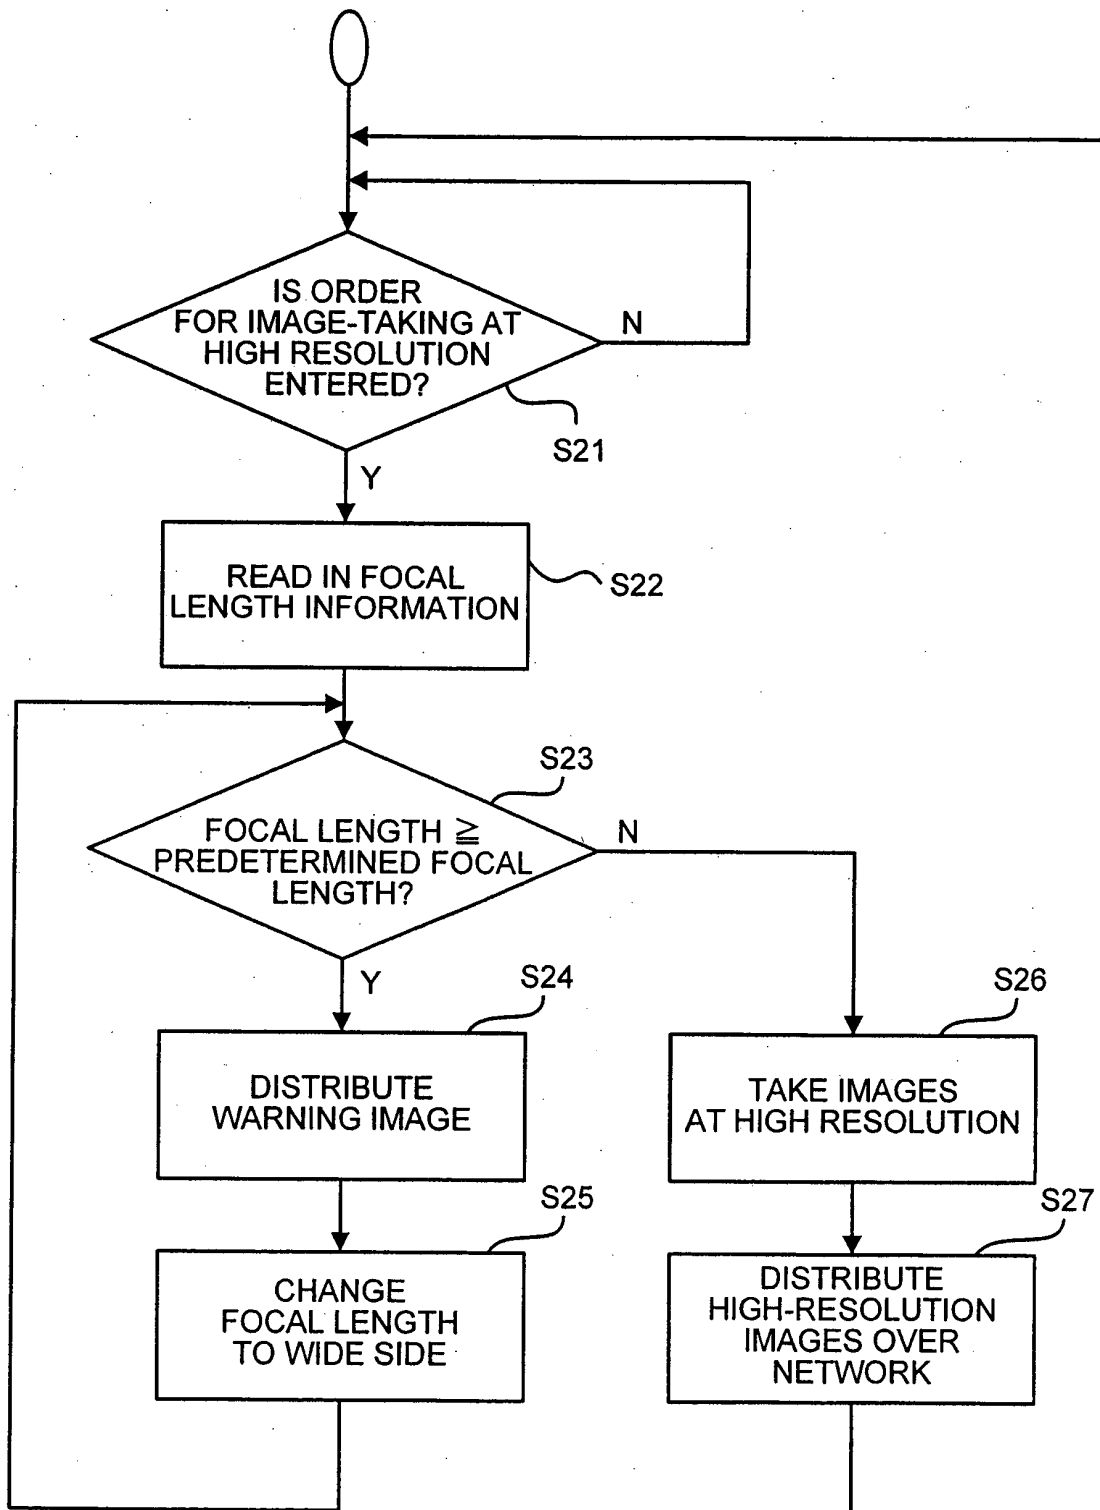 IS ORDER
FOR IMAGE-TAKING AT
HIGH RESOLUTION
ENTERED?
N
S21
Y
READ IN FOCAL
LENGTH INFORMATION
S22
S23
FOCAL LENGTH ≧
PREDETERMINED FOCAL
LENGTH?
N
Y
S24
DISTRIBUTE
WARNING IMAGE
S26
TAKE IMAGES
AT HIGH RESOLUTION
S25
CHANGE
FOCAL LENGTH
TO WIDE SIDE
S27
DISTRIBUTE
HIGH-RESOLUTION
IMAGES OVER
NETWORK